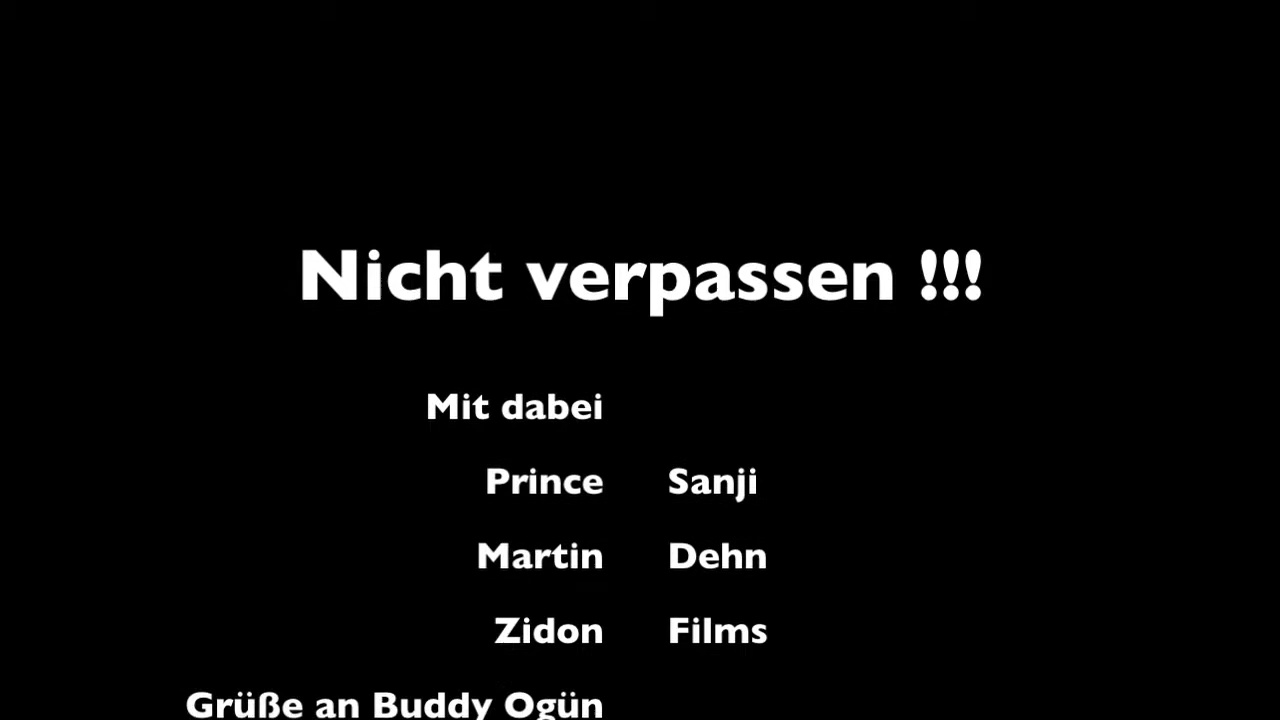 Nicht verpassen !!!
Mit dabei
Prince Sanji
Martin Dehn
Zidon Films
Grüße an Buddy Ogün